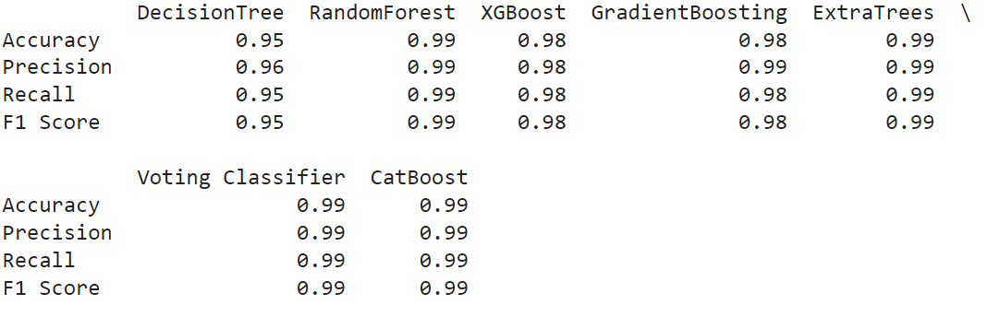 DecisionTree RandomForest XGBoost GradientBoosting ExtraTrees \
Accuracy 0.95 0.99 0.98 0.98 0.99
Precision 0.96 0.99 0.98 0.99 0.99
Recall 0.95 0.99 0.98 0.98 0.99
F1 Score 0.95 0.99 0.98 0.98 0.99
Voting Classifier CatBoost
Accuracy 0.99 0.99
Precision 0.99 0.99
Recall 0.99 0.99
F1 Score 0.99 0.99